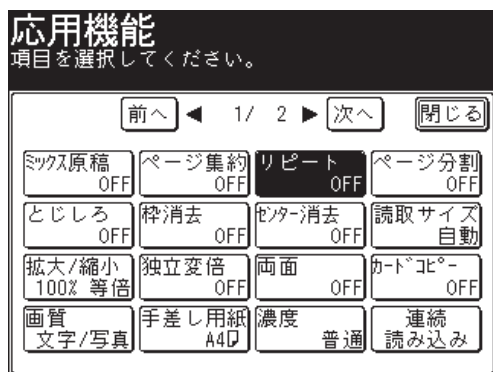 応用機能
項目を選択してください。
前へ ◀ 1/ 2 ▶ 次へ 閉じる
ミックス原稿 ページ集約 リピート ページ分割
OFF OFF OFF OFF
とじしろ 枠消去 センター消去 読取サイズ
OFF OFF OFF 自動
拡大/縮小 独立変倍 両面 カードコピー
100% 等倍 OFF OFF OFF
画質 手差し用紙 濃度 連続
文字/写真 A4 普通 読み込み